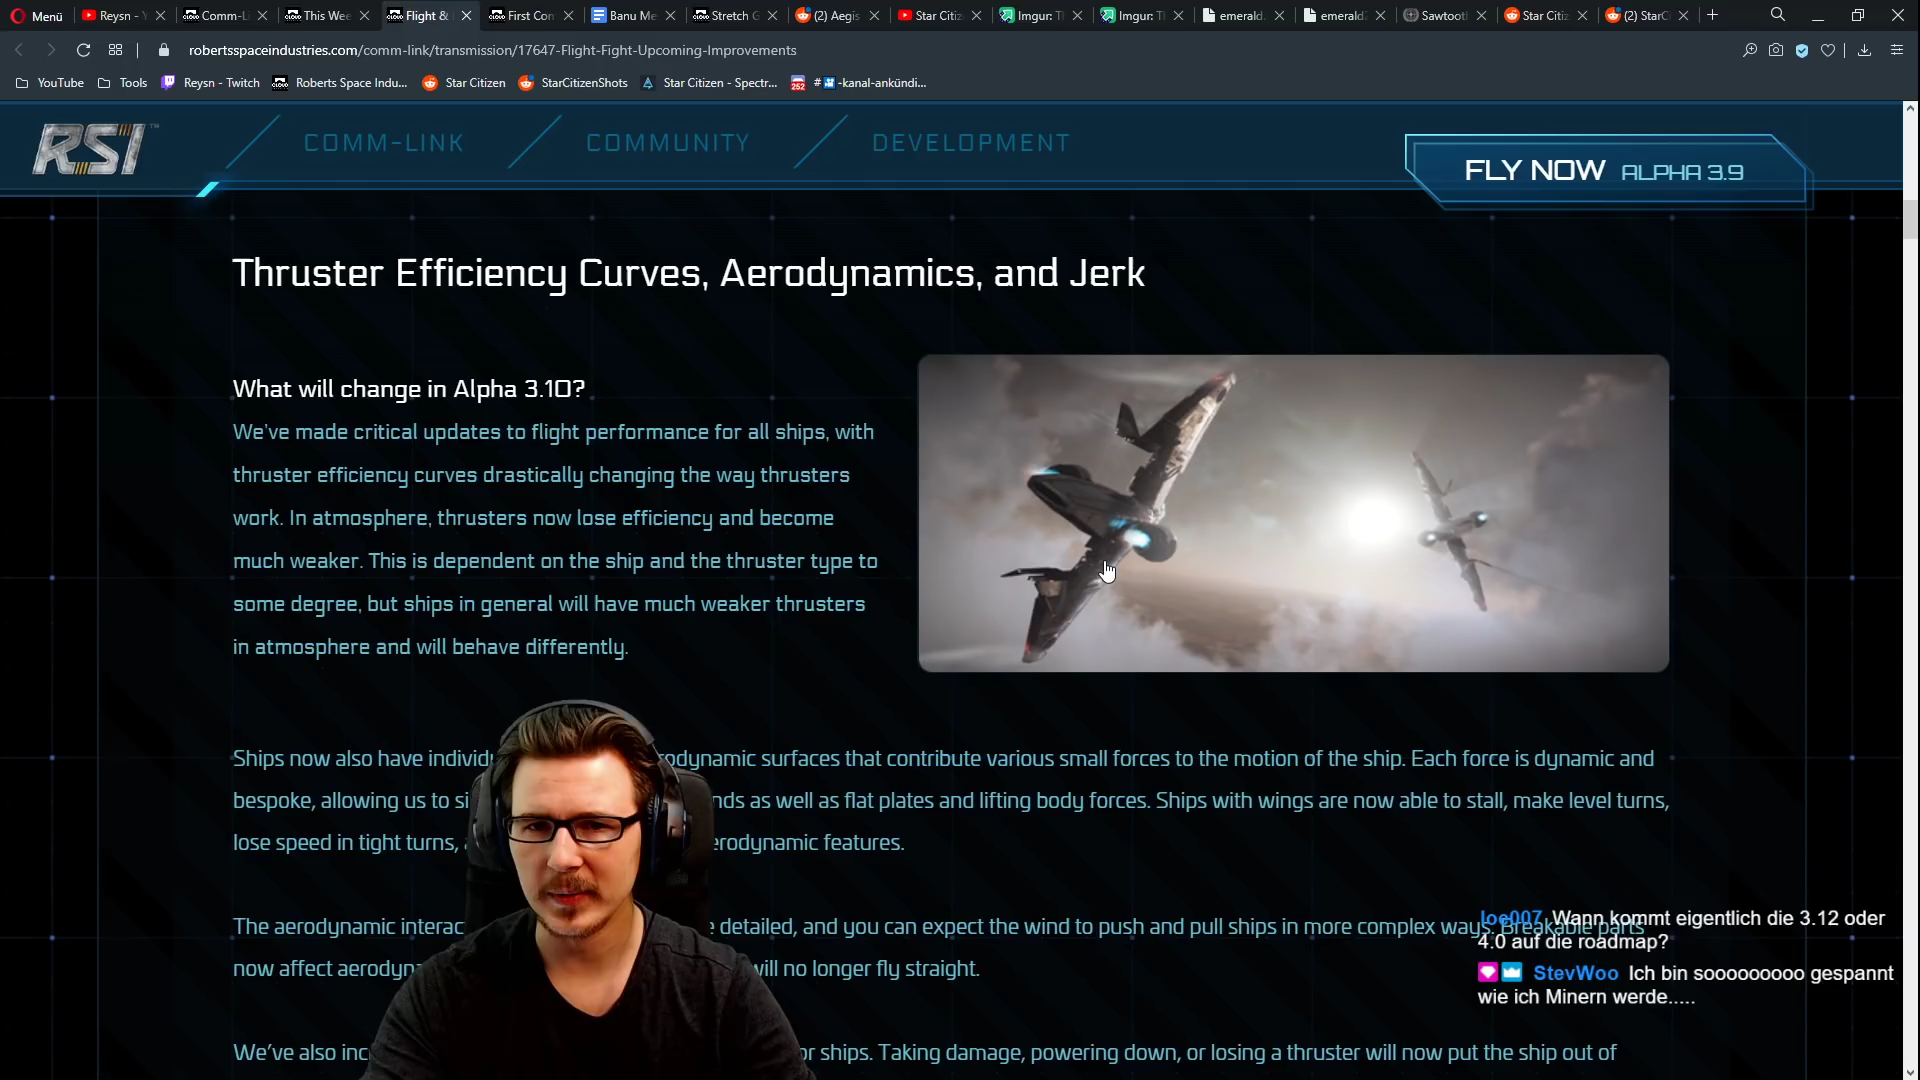 Menü
Reysn - Y
Comm-Li
This Wee
Flight &
First Con
Banu Me
Stretch G
(2) Aegis
Star Citiz
Imgur: Th
Imgur: Th
emerald.
emerald2
Sawtooth
Star Citiz
(2) StarC
robertsspaceindustries.com/comm-link/transmission/17647-Flight-Fight-Upcoming-Improvements
YouTube
Tools
Reysn - Twitch
Roberts Space Indu...
Star Citizen
StarCitizenShots
Star Citizen - Spectr...
252
#
-kanal-ankündi...
RSI
COMM-LINK
COMMUNITY
DEVELOPMENT
FLY NOW ALPHA 3.9
Thruster Efficiency Curves, Aerodynamics, and Jerk
What will change in Alpha 3.10?
We've made critical updates to flight performance for all ships, with
thruster efficiency curves drastically changing the way thrusters
work. In atmosphere, thrusters now lose efficiency and become
much weaker. This is dependent on the ship and the thruster type to
some degree, but ships in general will have much weaker thrusters
in atmosphere and will behave differently.
Ships now also have individ rodynamic surfaces that contribute various small forces to the motion of the ship. Each force is dynamic and
bespoke, allowing us to si nds as well as flat plates and lifting body forces. Ships with wings are now able to stall, make level turns,
lose speed in tight turns, erodynamic features.
The aerodynamic interac e detailed, and you can expect the wind to push and pull ships in more complex ways. Breakable parts
now affect aerodyn will no longer fly straight.
We've also inc or ships. Taking damage, powering down, or losing a thruster will now put the ship out of
Joe007 Wann kommt eigentlich die 3.12 oder
4.0 auf die roadmap?
StevWoo Ich bin sooooooooo gespannt
wie ich Minern werde.....